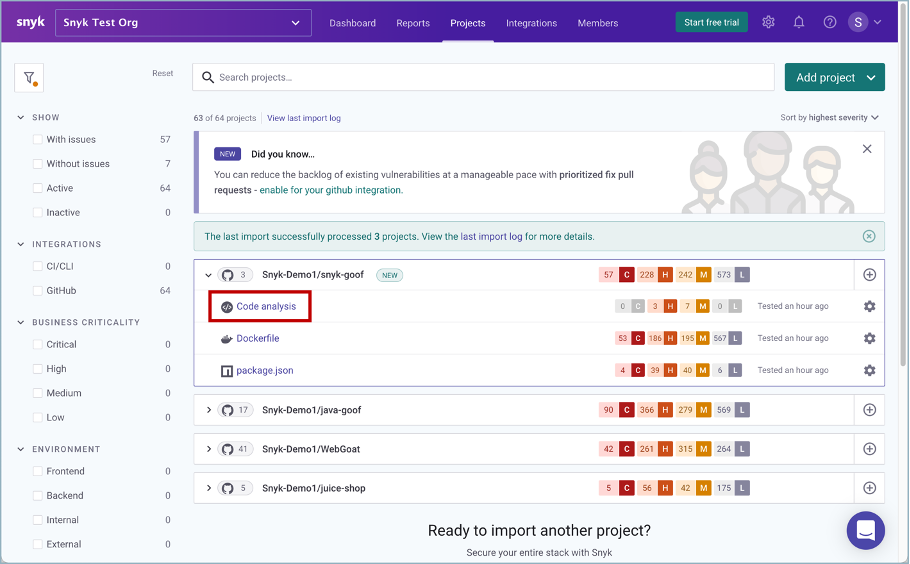 snyk
Snyk Test Org
Dashboard Reports Projects Integrations Members
Start free trial
S
Reset
Search projects...
Add project
SHOW
With issues 57
Without issues 7
Active 64
Inactive 0
INTEGRATIONS
CI/CLI 0
GitHub 64
BUSINESS CRITICALITY
Critical 0
High 0
Medium 0
Low 0
ENVIRONMENT
Frontend 0
Backend 0
Internal 0
External 0
63 of 64 projects View last import log
Sort by highest severity
NEW Did you know...
You can reduce the backlog of existing vulnerabilities at a manageable pace with prioritized fix pull
requests - enable for your github integration.
The last import successfully processed 3 projects. View the last import log for more details.
3 Snyk-Demo1/snyk-goof NEW 57 C 228 H 242 M 573 L
Code analysis 0 C 3 H 7 M 0 L Tested an hour ago
Dockerfile 53 C 186 H 195 M 567 L Tested an hour ago
package.json 4 C 39 H 40 M 6 L Tested an hour ago
17 Snyk-Demo1/java-goof 90 C 366 H 279 M 569 L
41 Snyk-Demo1/WebGoat 42 C 261 H 315 M 264 L
5 Snyk-Demo1/juice-shop 5 C 56 H 42 M 175 L
Ready to import another project?
Secure your entire stack with Snyk